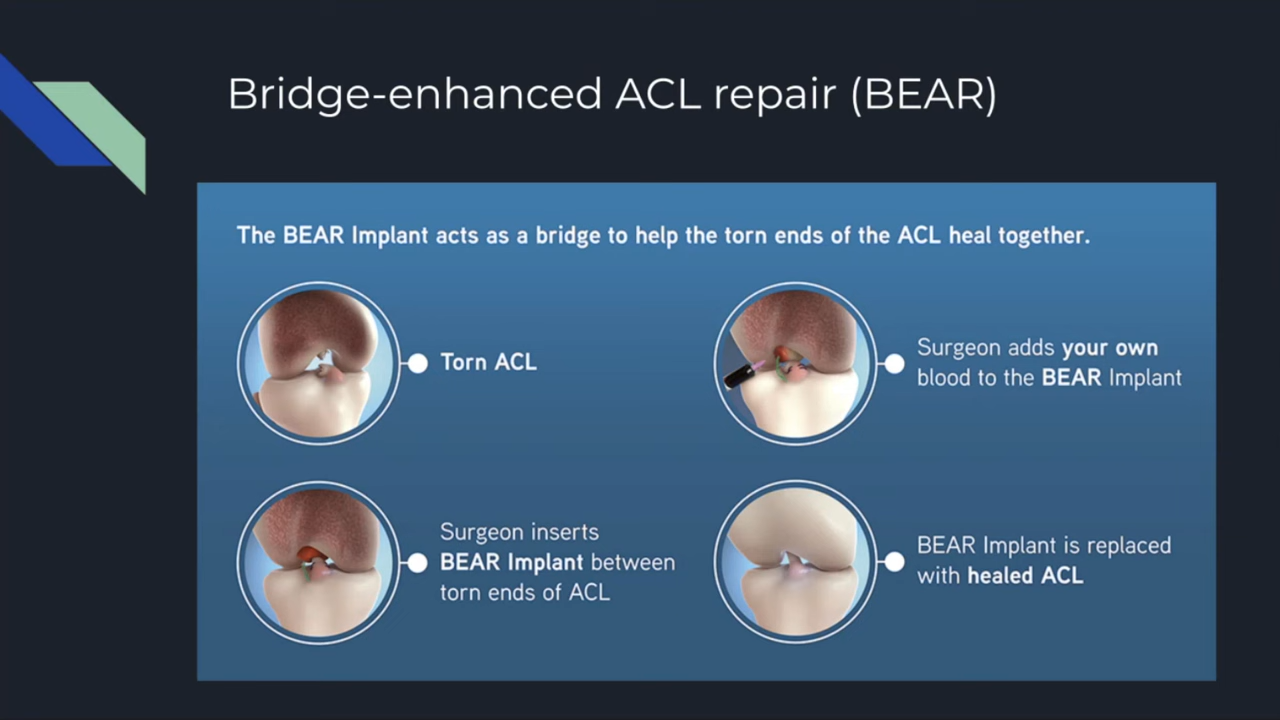 Bridge-enhanced ACL repair (BEAR)
The BEAR Implant acts as a bridge to help the torn ends of the ACL heal together.
Torn ACL
Surgeon adds your own
blood to the BEAR Implant
Surgeon inserts
BEAR Implant between
torn ends of ACL
BEAR Implant is replaced
with healed ACL